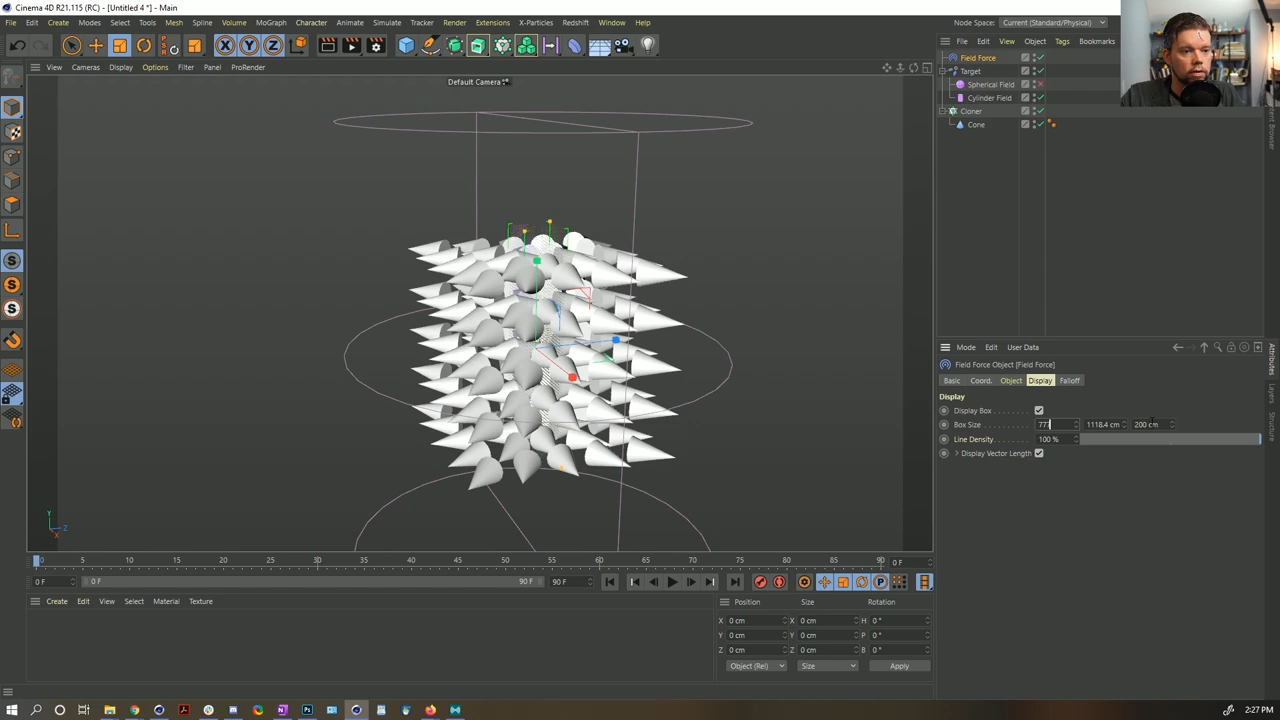 Cinema 4D R21.115 (RC) - [Untitled 4 *] - Main
File Edit Create Modes Select Tools Mesh Spline Volume MoGraph Character Animate Simulate Tracker Render Extensions X-Particles Redshift Window Help
Node Space: Current (Standard/Physical)
X Y Z
File Edit View Object Tags Bookmarks
View Cameras Display Options Filter Panel ProRender
Default Camera
Field Force
Target
Spherical Field
Cylinder Field
Cloner
Cone
Mode Edit User Data
Field Force Object [Field Force]
Basic Coord. Object Display Falloff
Display
Display Box
Box Size 777 1118.4 cm 200 cm
Line Density 100 %
Display Vector Length
Attributes
Layers
Structure
S
S
S
Y
Z
X
0 5 10 15 20 25 30 35 40 45 50 55 60 65 70 75 80 85 90 0 F
0 F 0 F 90 F 90 F
P
Create Edit View Select Material Texture
Position Size Rotation
X 0 cm X 0 cm H 0 °
Y 0 cm Y 0 cm P 0 °
Z 0 cm Z 0 cm B 0 °
Object (Rel) Size Apply
2:27 PM